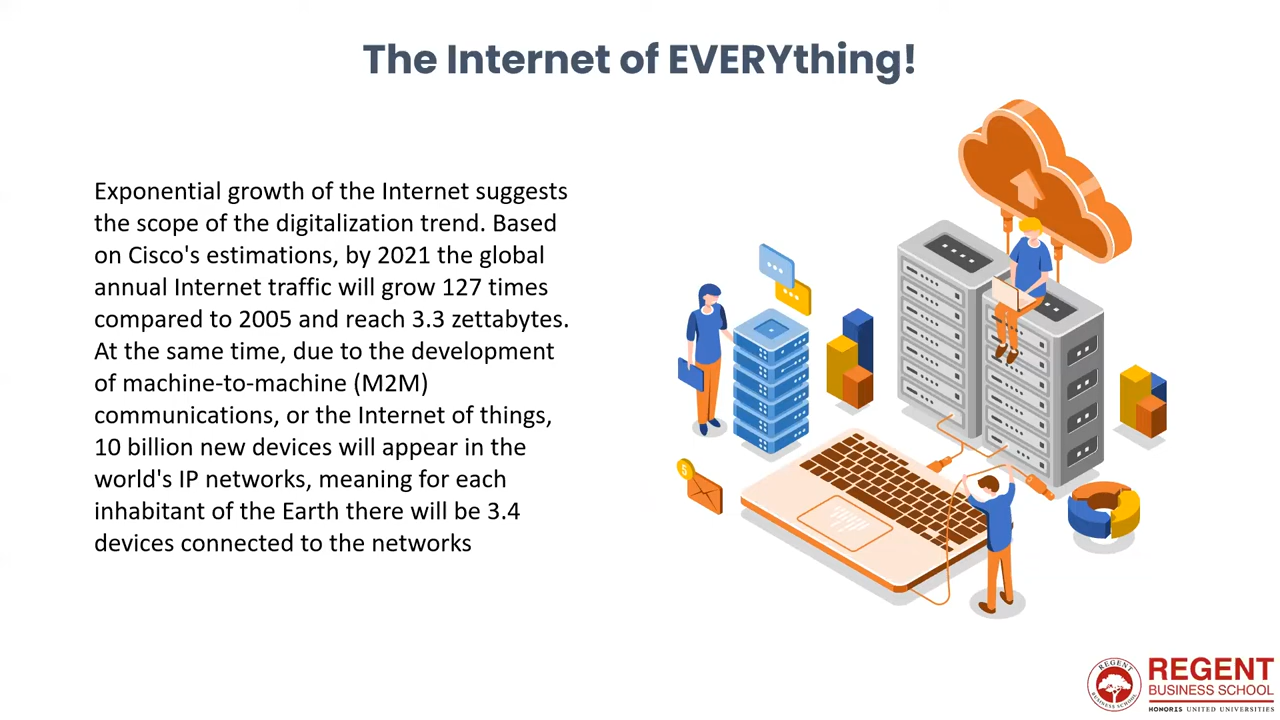 The Internet of EVERYthing!
Exponential growth of the Internet suggests
the scope of the digitalization trend. Based
on Cisco's estimations, by 2021 the global
annual Internet traffic will grow 127 times
compared to 2005 and reach 3.3 zettabytes.
At the same time, due to the development
of machine-to-machine (M2M)
communications, or the Internet of things,
10 billion new devices will appear in the
world's IP networks, meaning for each
inhabitant of the Earth there will be 3.4
devices connected to the networks
$
REGENT
BUSINESS SCHOOL
REGENT
BUSINESS SCHOOL
HONORIS UNITED UNIVERSITIES